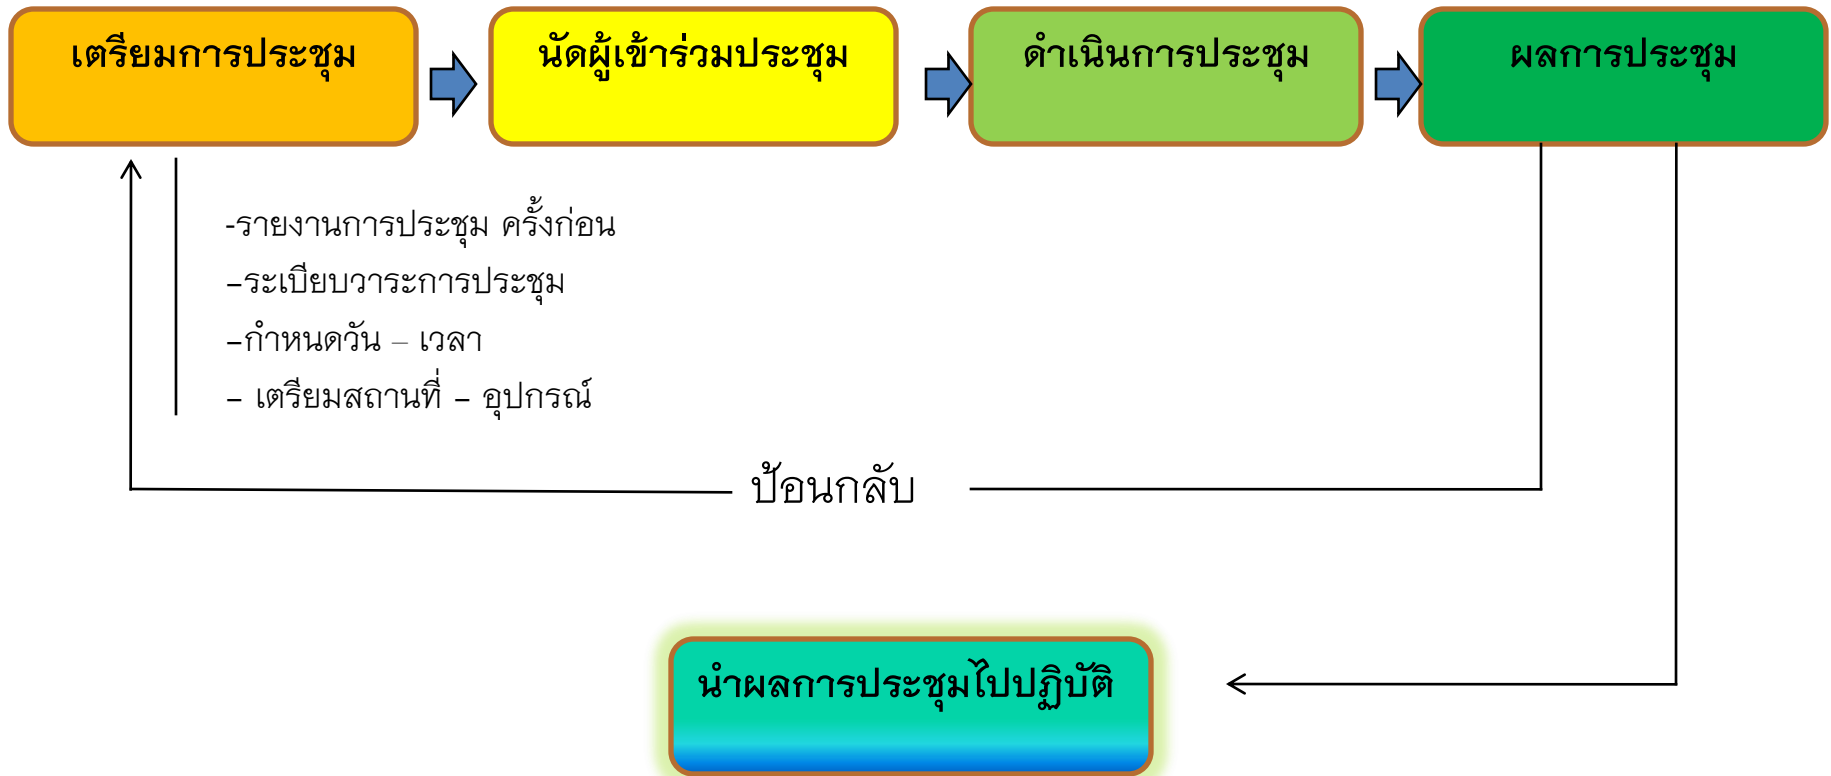 เตรียมการประชุม
นัดผู้เข้าร่วมประชุม
ดำเนินการประชุม
ผลการประชุม
-รายงานการประชุม ครั้งก่อน
–ระเบียบวาระการประชุม
–กำหนดวัน – เวลา
– เตรียมสถานที่ – อุปกรณ์
ป้อนกลับ
นำผลการประชุมไปปฏิบัติ